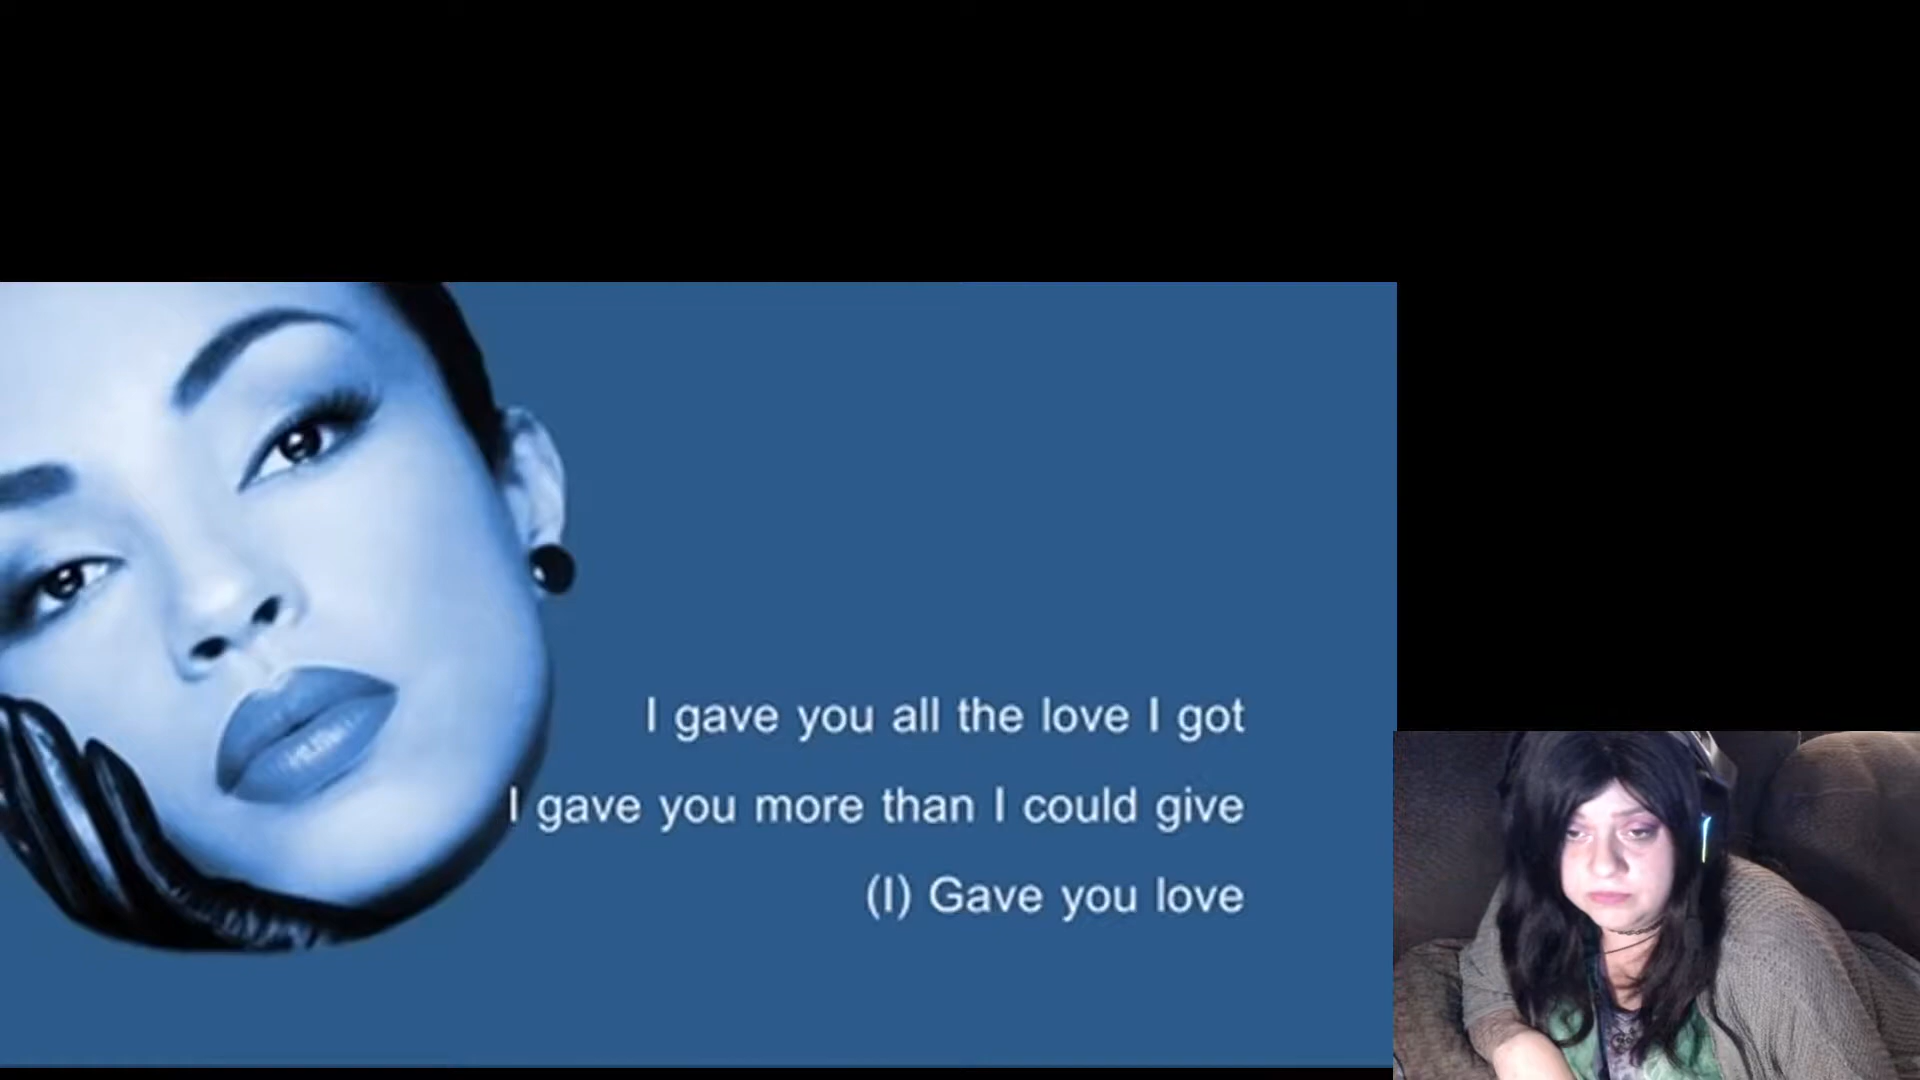 I gave you all the love I got
I gave you more than I could give
(I) Gave you love